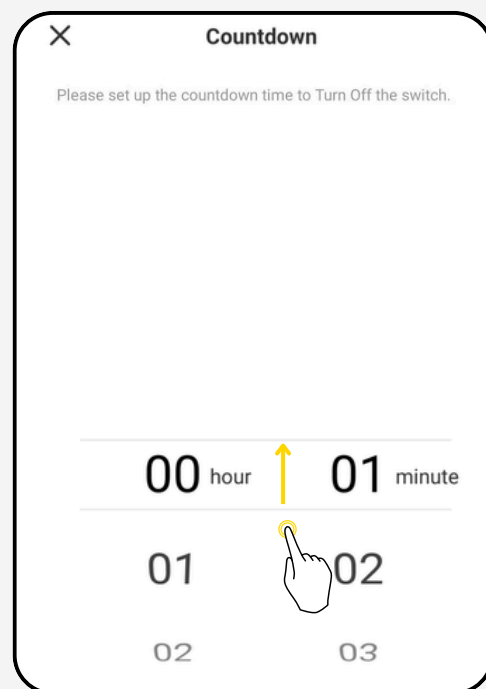 Countdown
Please set up the countdown time to Turn Off the switch.
00 hour 01 minute
01 02
02 03